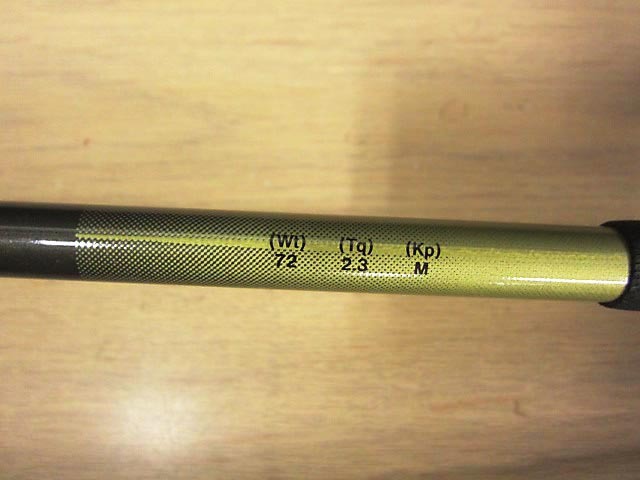 (Wt) (Tq) (Kp)
72 2.3 M